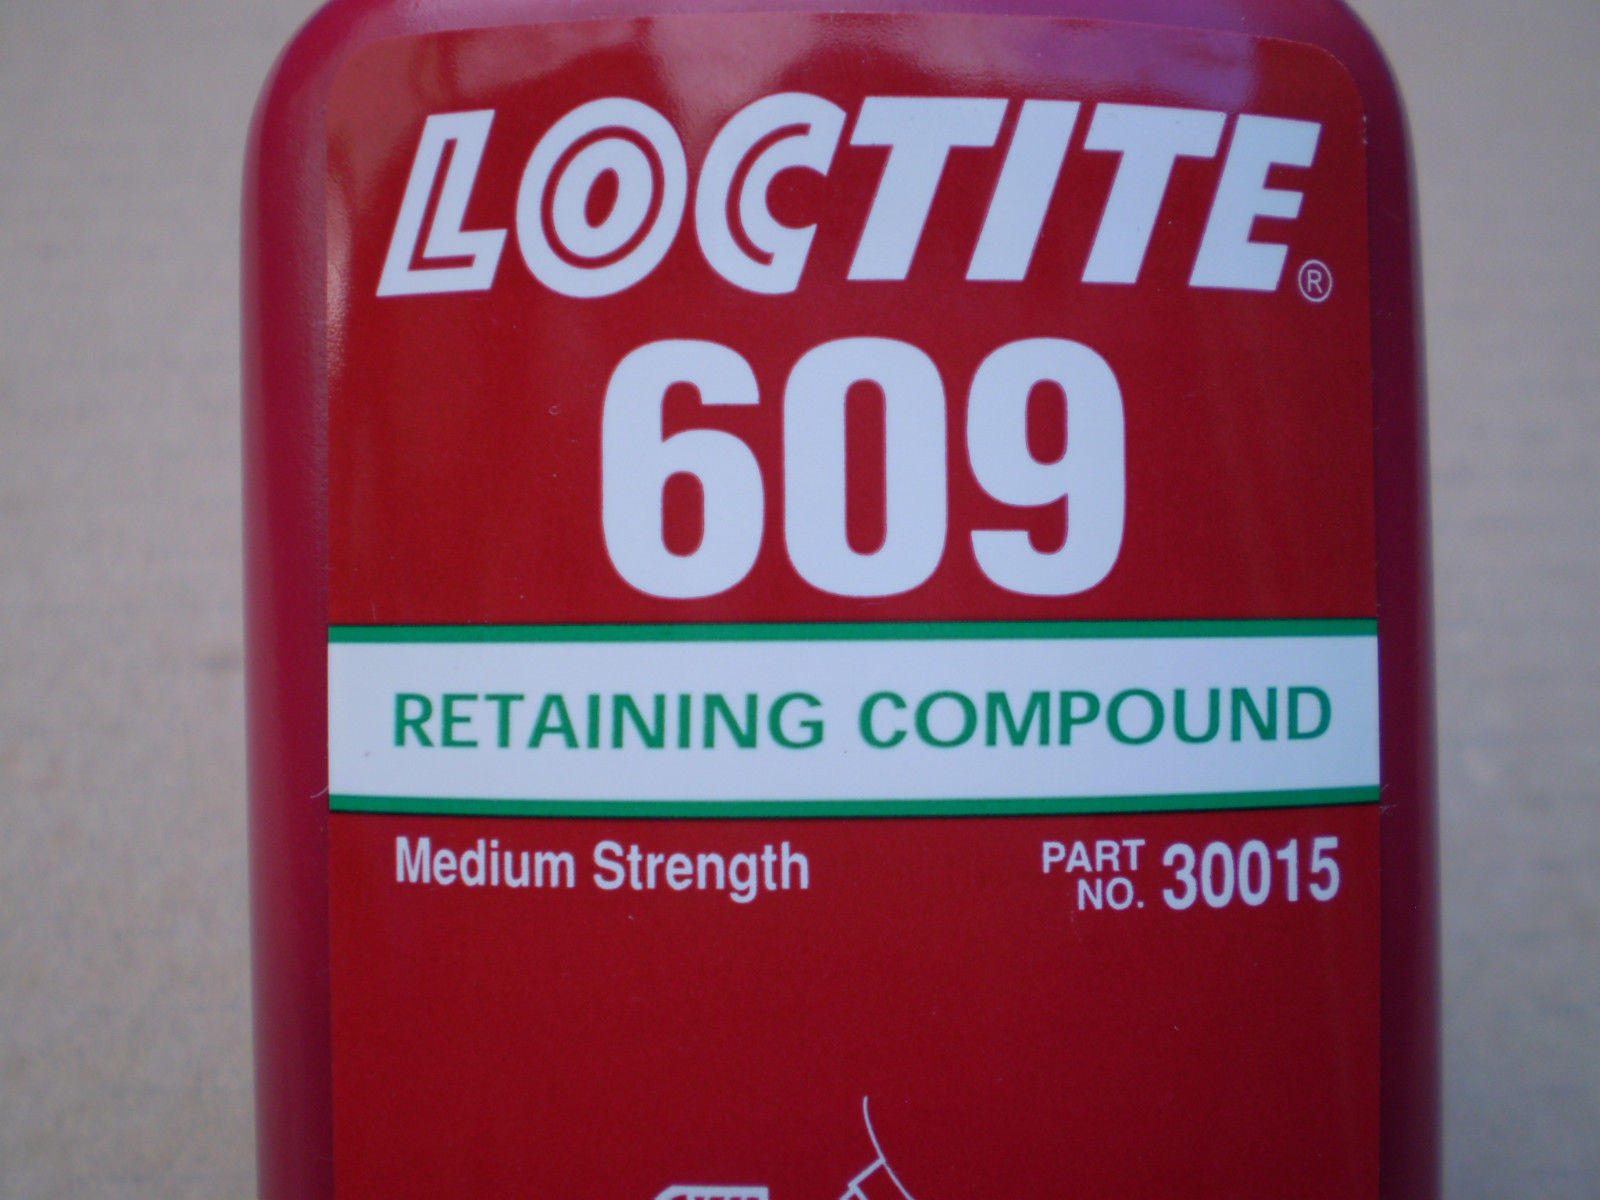 LOCTITE®
609
RETAINING COMPOUND
Medium Strength
PART NO. 30015